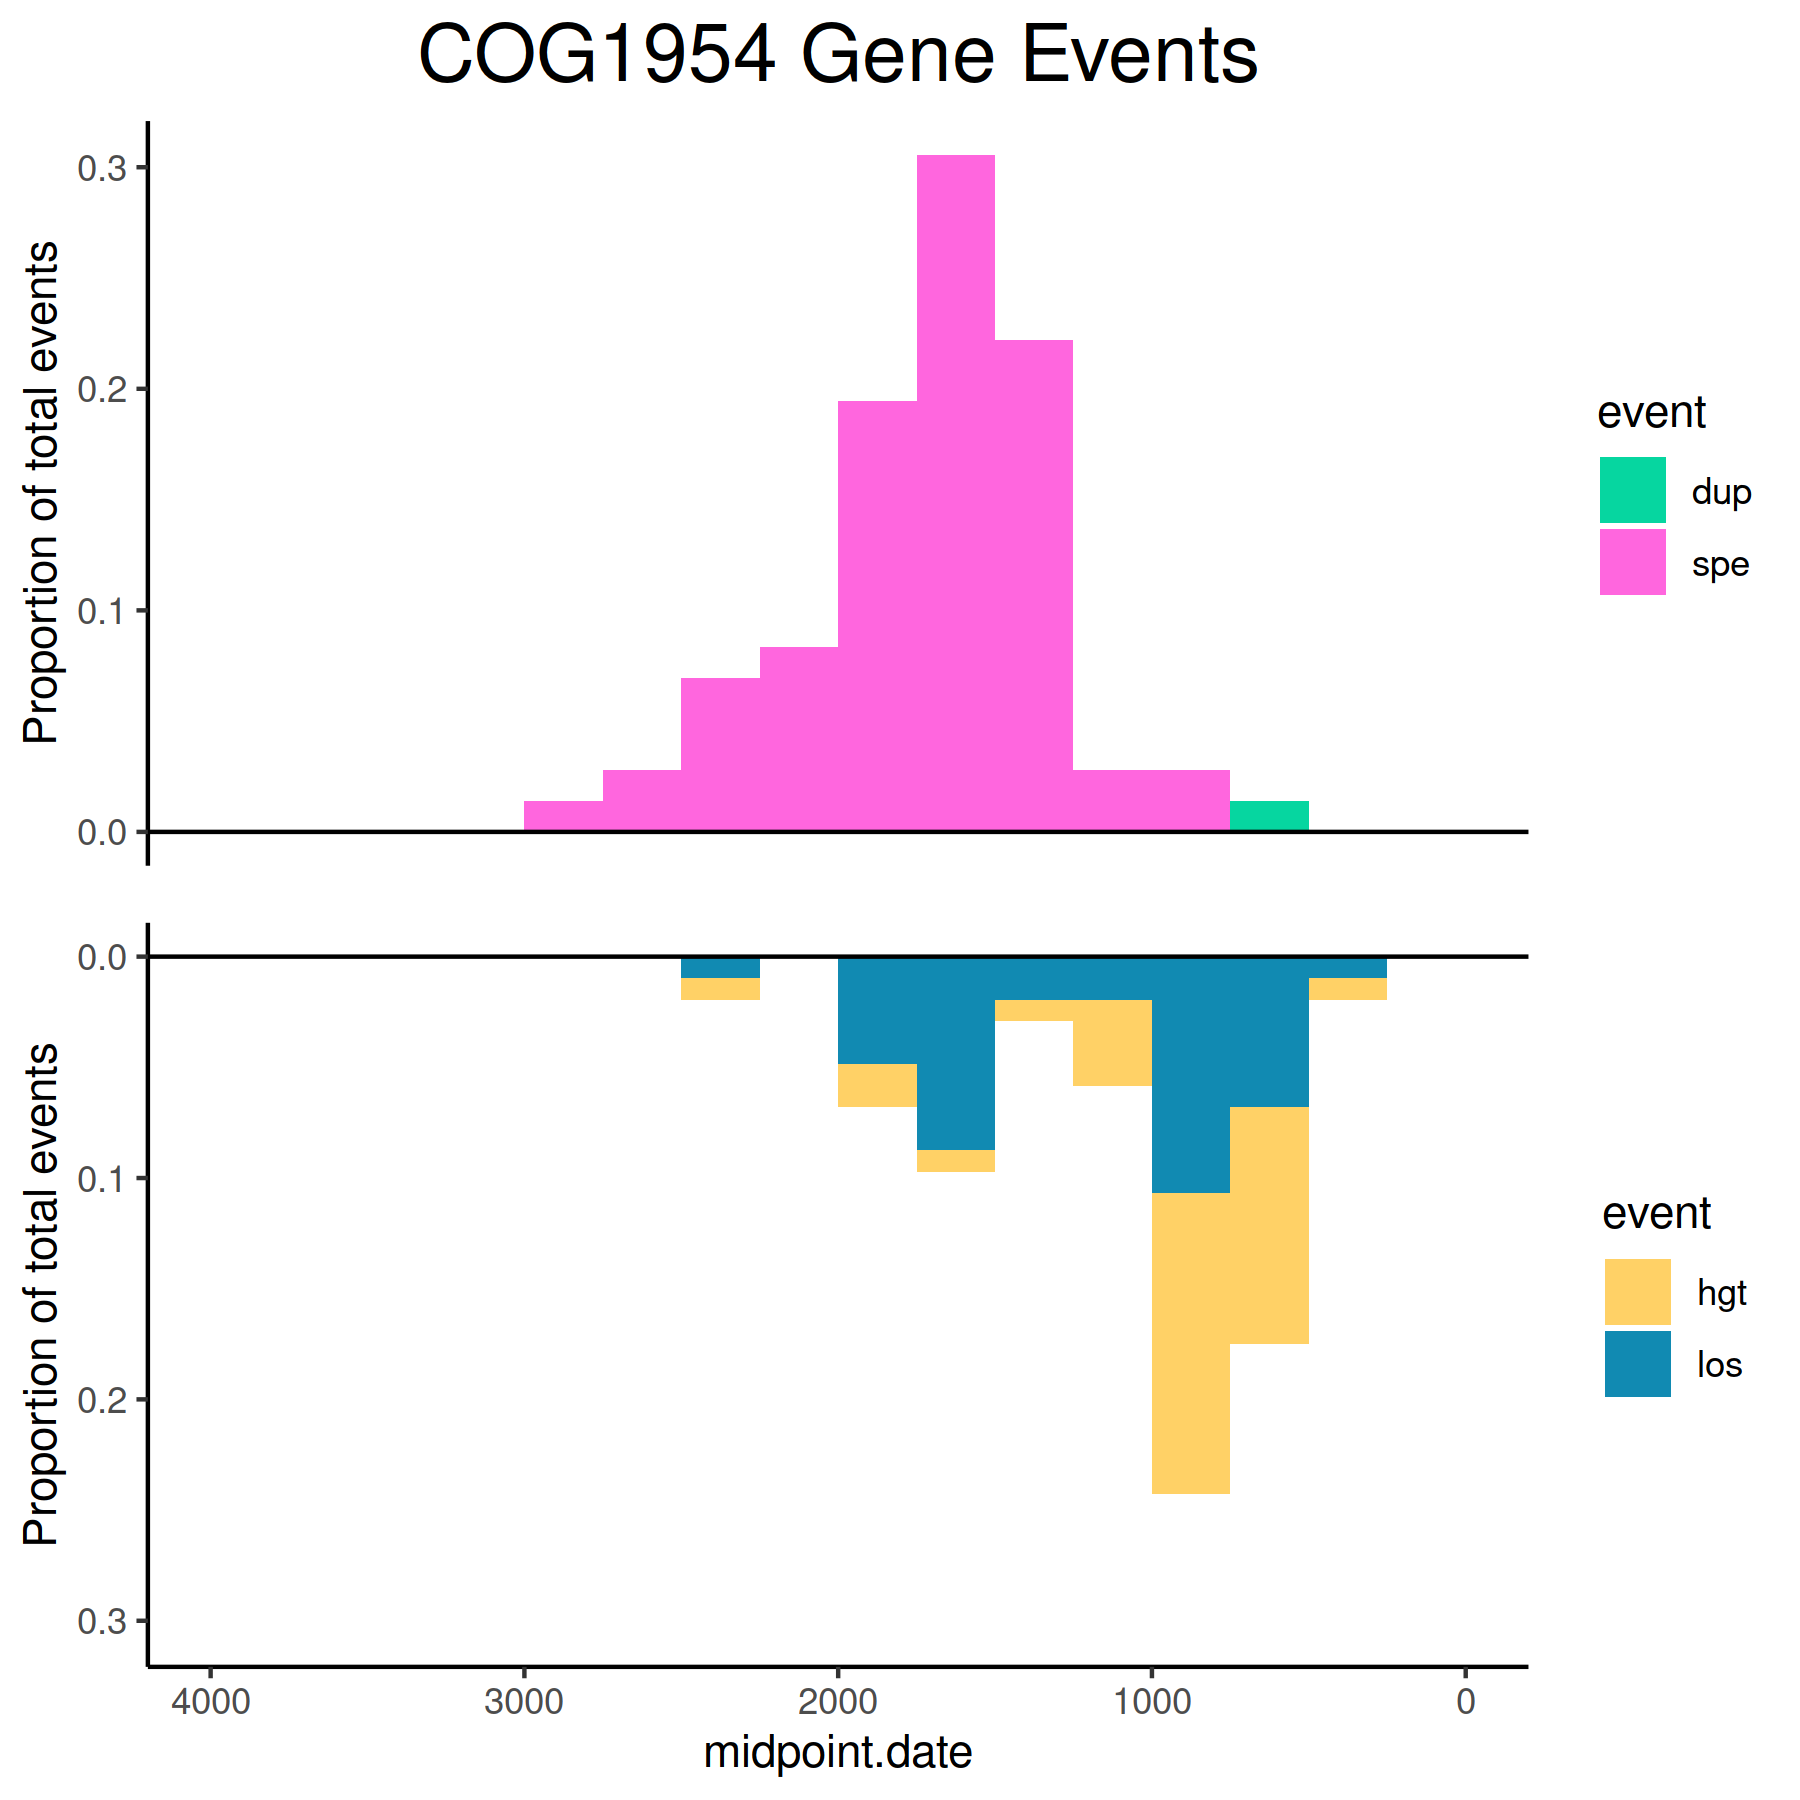 COG1954 Gene Events
Proportion of total events
0.3
0.2
0.1
0.0
event
dup
spe
Proportion of total events
0.0
0.1
0.2
0.3
event
hgt
los
4000 3000 2000 1000 0
midpoint.date